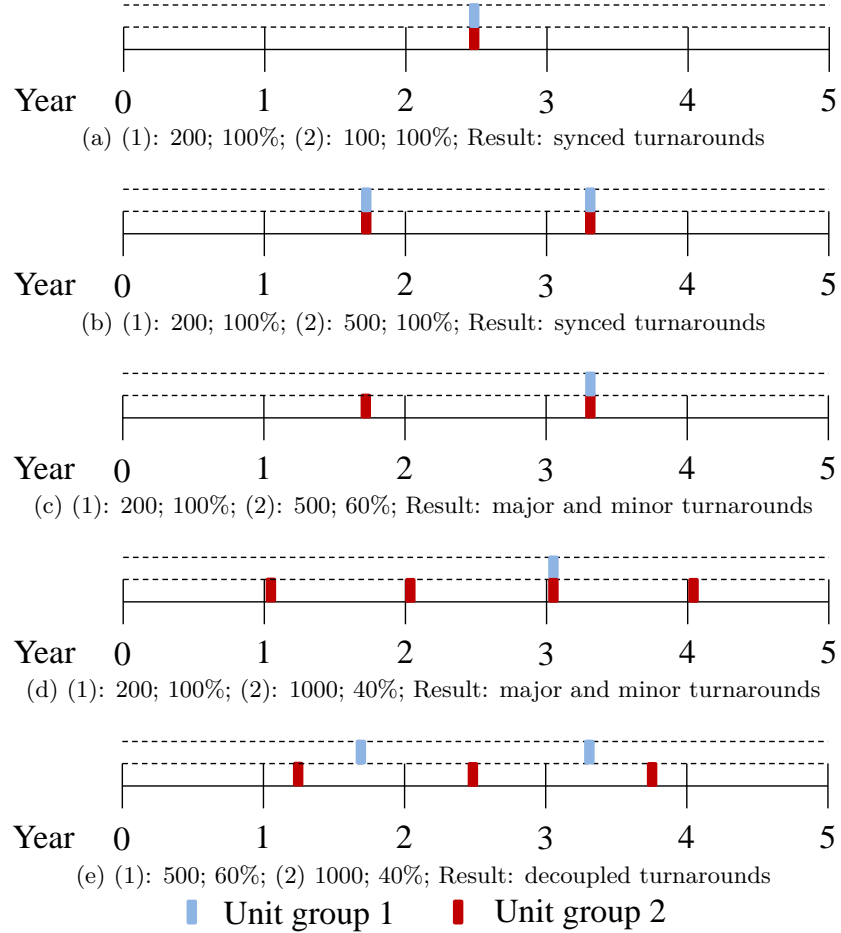 Year 0 1 2 3 4 5
(a) (1): 200; 100%; (2): 100; 100%; Result: synced turnarounds
Year 0 1 2 3 4 5
(b) (1): 200; 100%; (2): 500; 100%; Result: synced turnarounds
Year 0 1 2 3 4 5
(c) (1): 200; 100%; (2): 500; 60%; Result: major and minor turnarounds
Year 0 1 2 3 4 5
(d) (1): 200; 100%; (2): 1000; 40%; Result: major and minor turnarounds
Year 0 1 2 3 4 5
(e) (1): 500; 60%; (2) 1000; 40%; Result: decoupled turnarounds
Unit group 1 Unit group 2